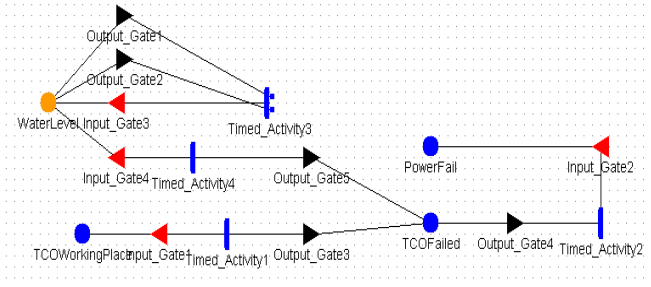 Output_Gate1
Output_Gate2
WaterLevel Input_Gate3
Timed_Activity3
PowerFail
Input_Gate2
Input_Gate4 Timed_Activity4 Output_Gate5
TCOWorkingPlace Input_Gate1 Timed_Activity1 Output_Gate3
TCOFailed Output_Gate4 Timed_Activity2